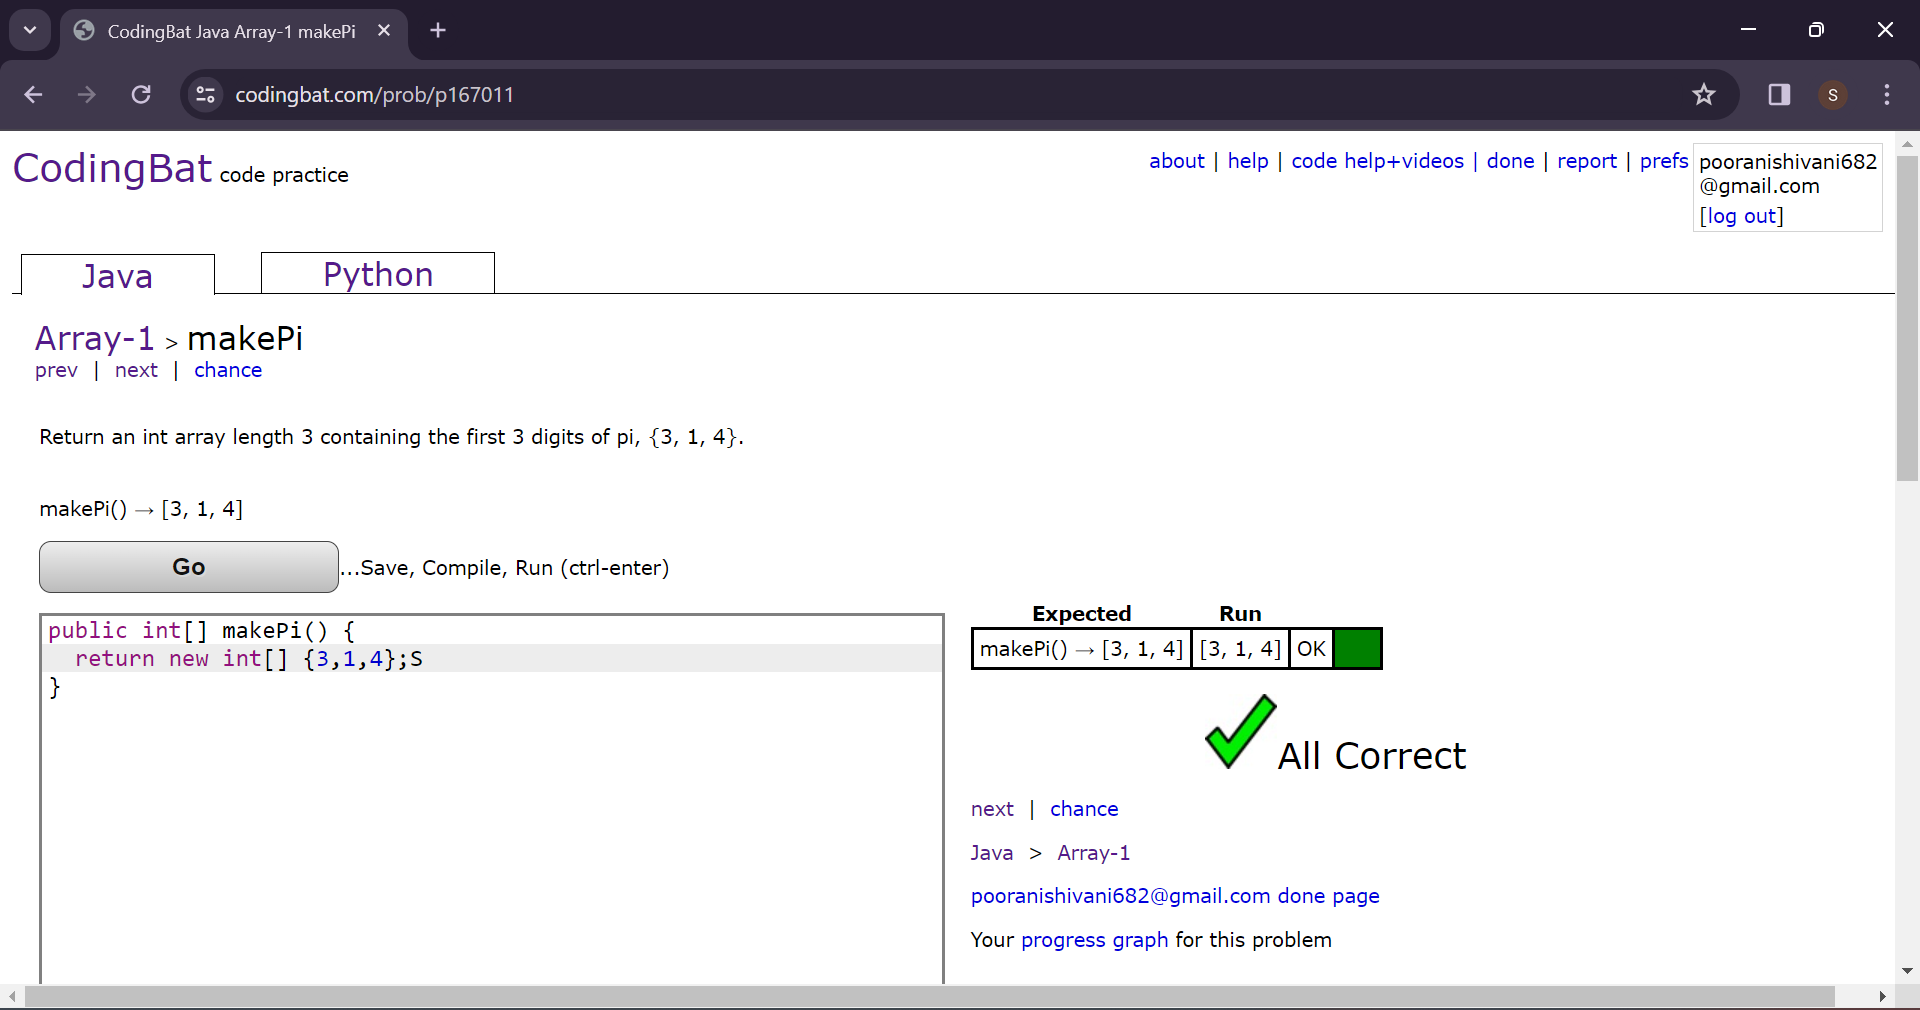 CodingBat Java Array-1 makePi
codingbat.com/prob/p167011
S
CodingBat code practice
about | help | code help+videos | done | report | prefs
pooranishivani682
@gmail.com
[log out]
Java
Python
Array-1 > makePi
prev | next | chance
Return an int array length 3 containing the first 3 digits of pi, {3, 1, 4}.
makePi() → [3, 1, 4]
Go
...Save, Compile, Run (ctrl-enter)
public int[] makePi() {
  return new int[] {3,1,4};S
}
Expected Run
makePi() → [3, 1, 4] [3, 1, 4] OK
All Correct
next | chance
Java > Array-1
pooranishivani682@gmail.com done page
Your progress graph for this problem